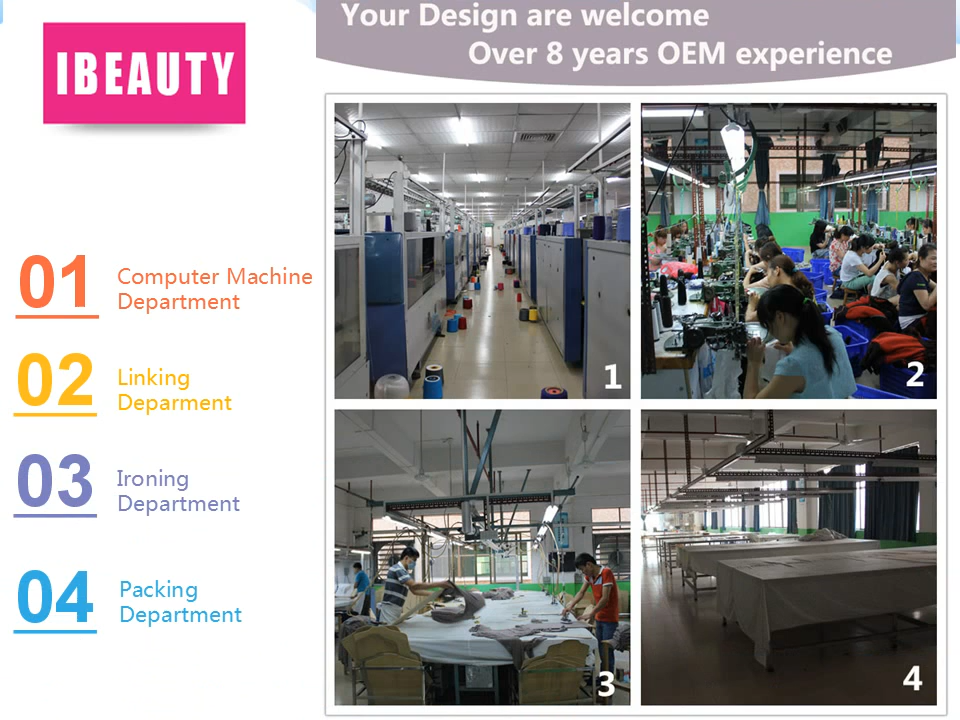 Your Design are welcome
Over 8 years OEM experience
IBEAUTY
01
Computer Machine
Department
02
Linking
Deparment
03
Ironing
Department
04
Packing
Department
1
2
3
4